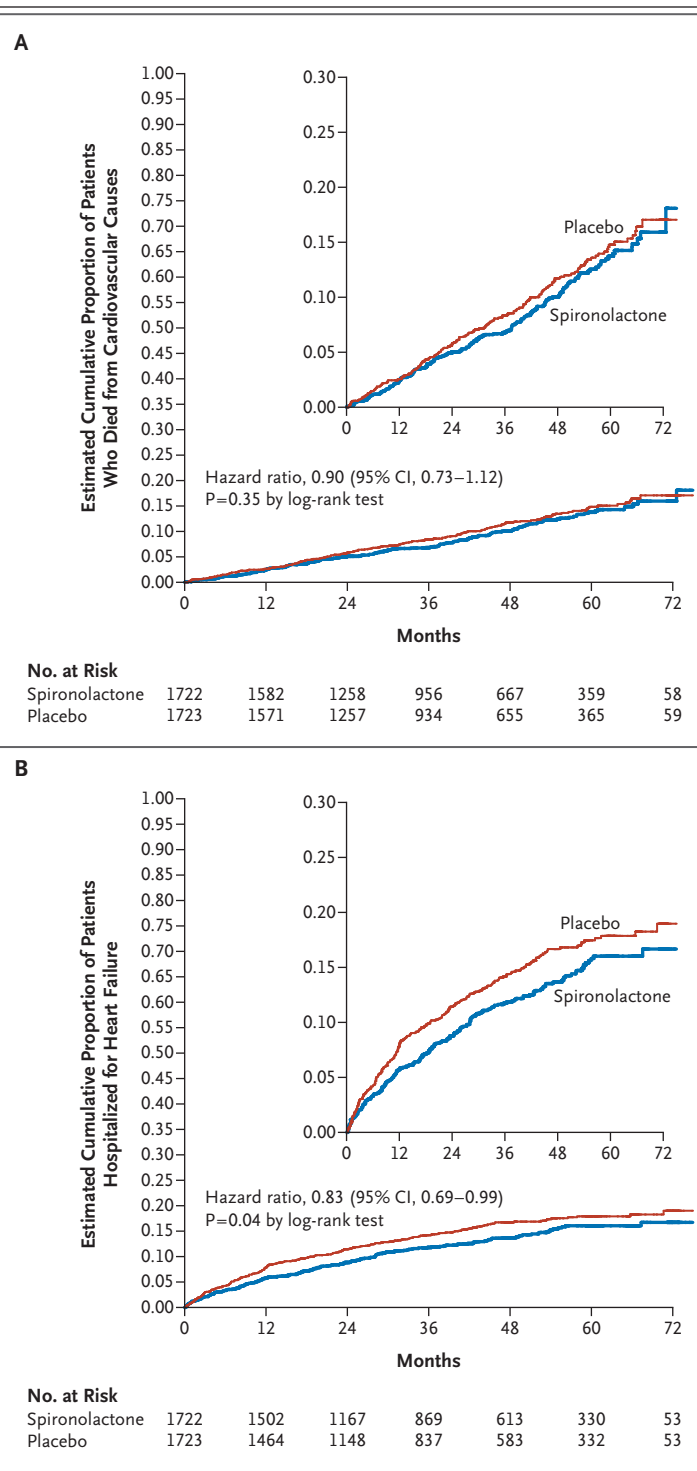 A
Estimated Cumulative Proportion of Patients
Who Died from Cardiovascular Causes
1.00
0.95
0.90
0.85
0.80
0.75
0.70
0.65
0.60
0.55
0.50
0.45
0.40
0.35
0.30
0.25
0.20
0.15
0.10
0.05
0.00
0.30
0.25
0.20
0.15
0.10
0.05
0.00
Placebo
Spironolactone
0 12 24 36 48 60 72
Hazard ratio, 0.90 (95% CI, 0.73–1.12)
P=0.35 by log-rank test
0 12 24 36 48 60 72
Months
No. at Risk
Spironolactone 1722 1582 1258 956 667 359 58
Placebo 1723 1571 1257 934 655 365 59
B
Estimated Cumulative Proportion of Patients
Hospitalized for Heart Failure
1.00
0.95
0.90
0.85
0.80
0.75
0.70
0.65
0.60
0.55
0.50
0.45
0.40
0.35
0.30
0.25
0.20
0.15
0.10
0.05
0.00
0.30
0.25
0.20
0.15
0.10
0.05
0.00
Placebo
Spironolactone
0 12 24 36 48 60 72
Hazard ratio, 0.83 (95% CI, 0.69–0.99)
P=0.04 by log-rank test
0 12 24 36 48 60 72
Months
No. at Risk
Spironolactone 1722 1502 1167 869 613 330 53
Placebo 1723 1464 1148 837 583 332 53